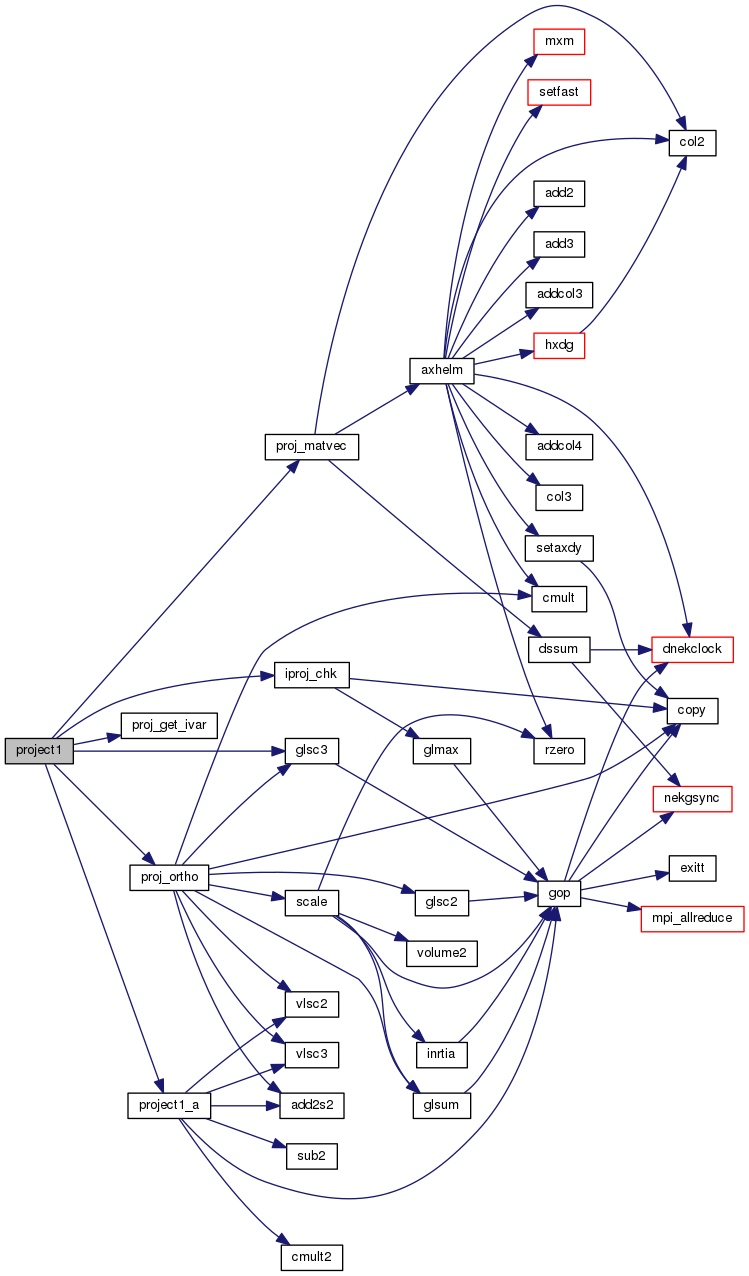 mxm
setfast
col2
add2
add3
addcol3
hxdg
axhelm
addcol4
proj_matvec
col3
setaxdy
cmult
dssum
dnekclock
iproj_chk
copy
proj_get_ivar
project1
glsc3
glmax
rzero
nekgsync
exitt
proj_ortho
gop
scale
glsc2
mpi_allreduce
volume2
vlsc2
vlsc3
inrtia
project1_a
add2s2
glsum
sub2
cmult2